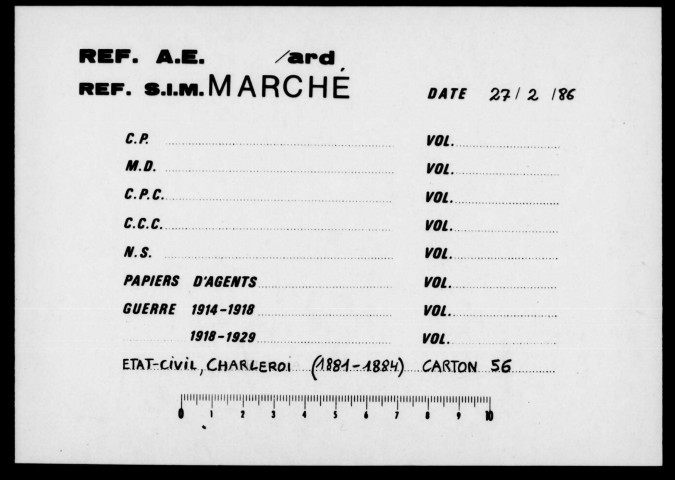 REF. A.E. /ard
REF. S.I.M. MARCHÉ DATE 27/2/86
C.P. VOL.
M.D. VOL.
C.P.C. VOL.
C.C.C. VOL.
N.S. VOL.
PAPIERS D'AGENTS VOL.
GUERRE 1914-1918 VOL.
1918-1929 VOL.
ETAT-CIVIL, CHARLEROI (1881-1884) CARTON 56
0 1 2 3 4 5 6 7 8 9 10